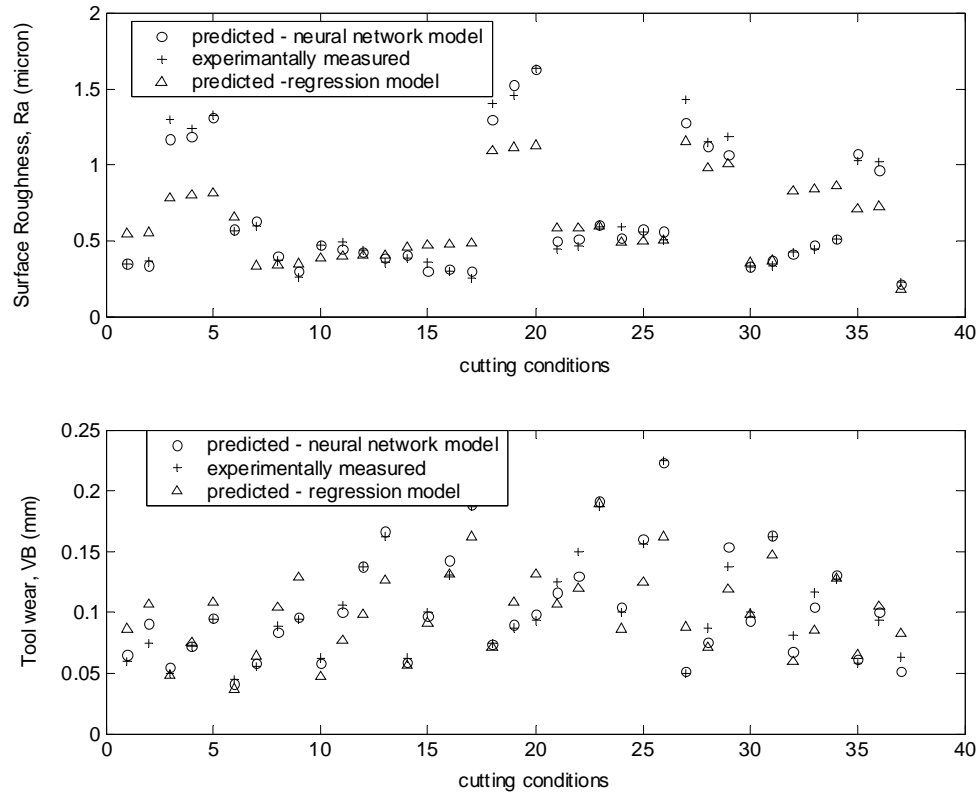 2
1.5
1
0.5
0
Surface Roughness, Ra (micron)
predicted - neural network model
experimantally measured
predicted -regression model
0 5 10 15 20 25 30 35 40
cutting conditions
0.25
0.2
0.15
0.1
0.05
0
Tool wear, VB (mm)
predicted - neural network model
experimentally measured
predicted - regression model
0 5 10 15 20 25 30 35 40
cutting conditions